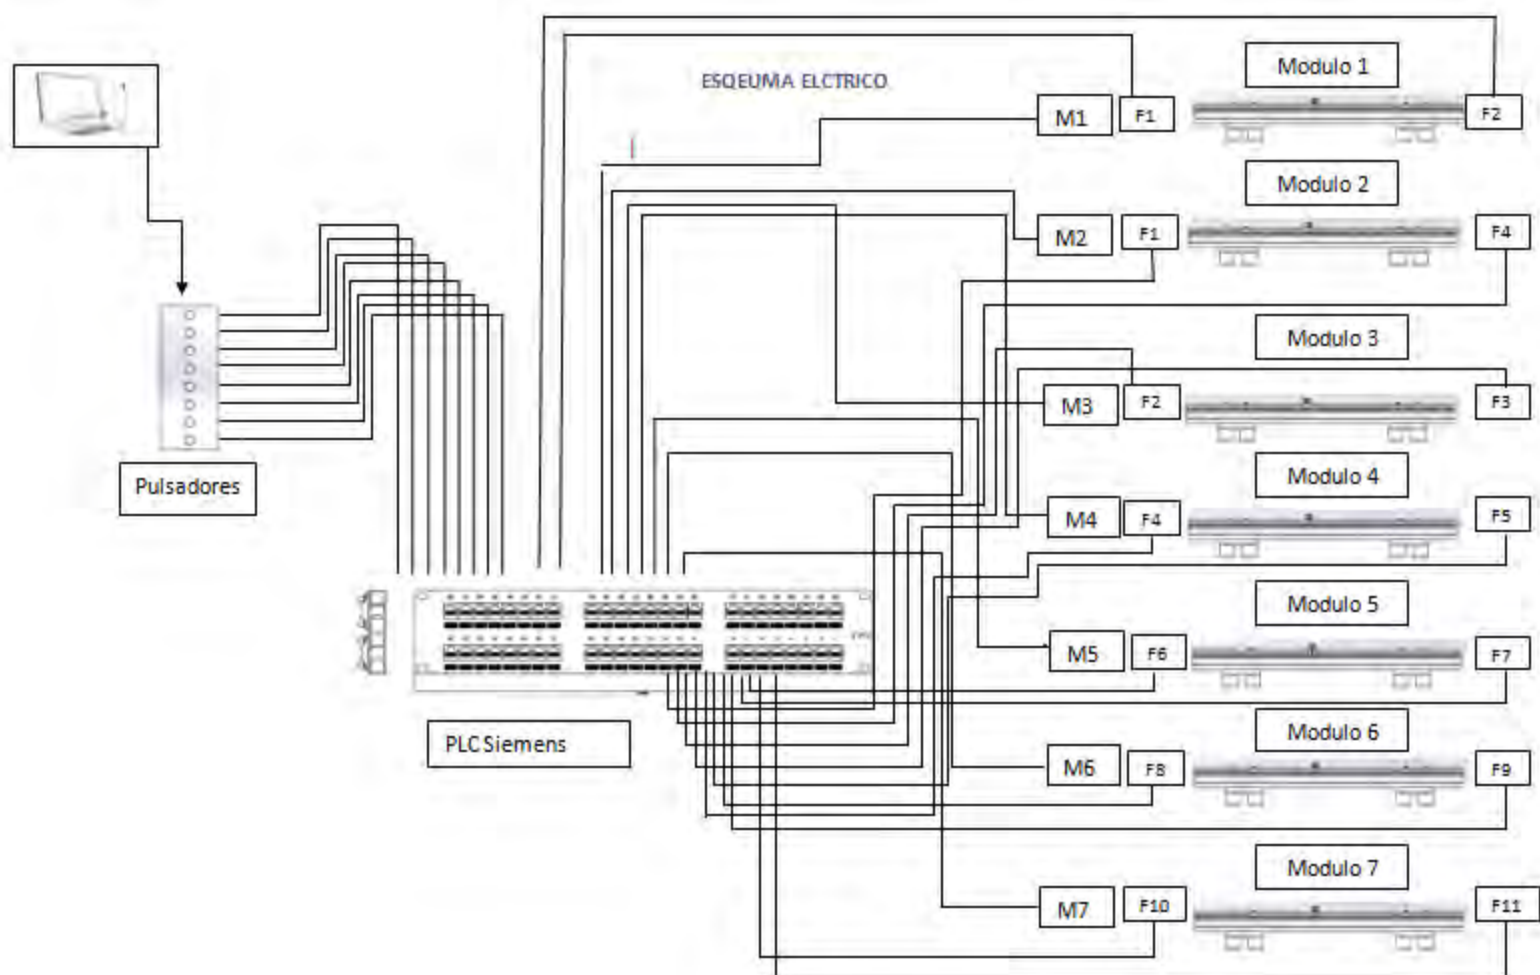 ESQEUMA ELCTRICO
Modulo 1
M1 F1 F2
Modulo 2
M2 F1 F4
Modulo 3
M3 F2 F3
Modulo 4
M4 F4 F5
Pulsadores
Modulo 5
M5 F6 F7
PLC Siemens
Modulo 6
M6 F8 F9
Modulo 7
M7 F10 F11